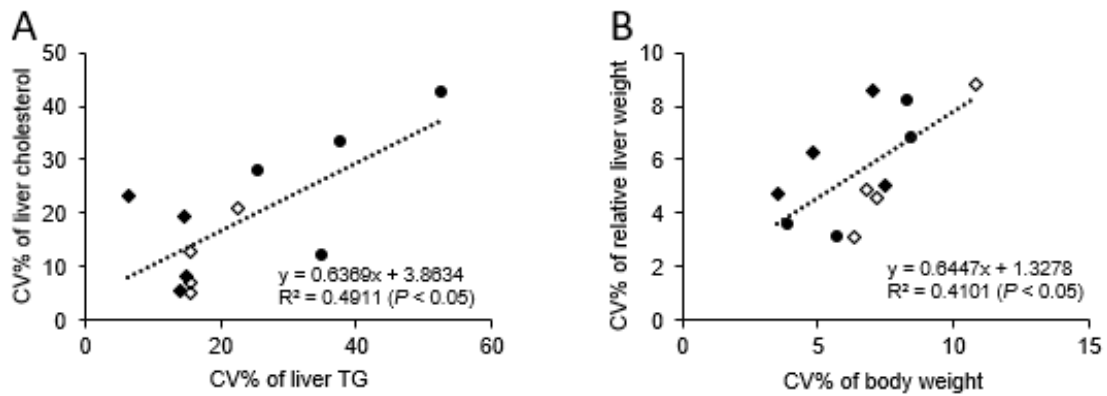 A
CV% of liver cholesterol
50
40
30
20
10
0
y = 0.6369x + 3.8634
R² = 0.4911 (P < 0.05)
0 20 40 60
CV% of liver TG
B
CV% of relative liver weight
10
8
6
4
2
0
y = 0.6447x + 1.3278
R² = 0.4101 (P < 0.05)
0 5 10 15
CV% of body weight